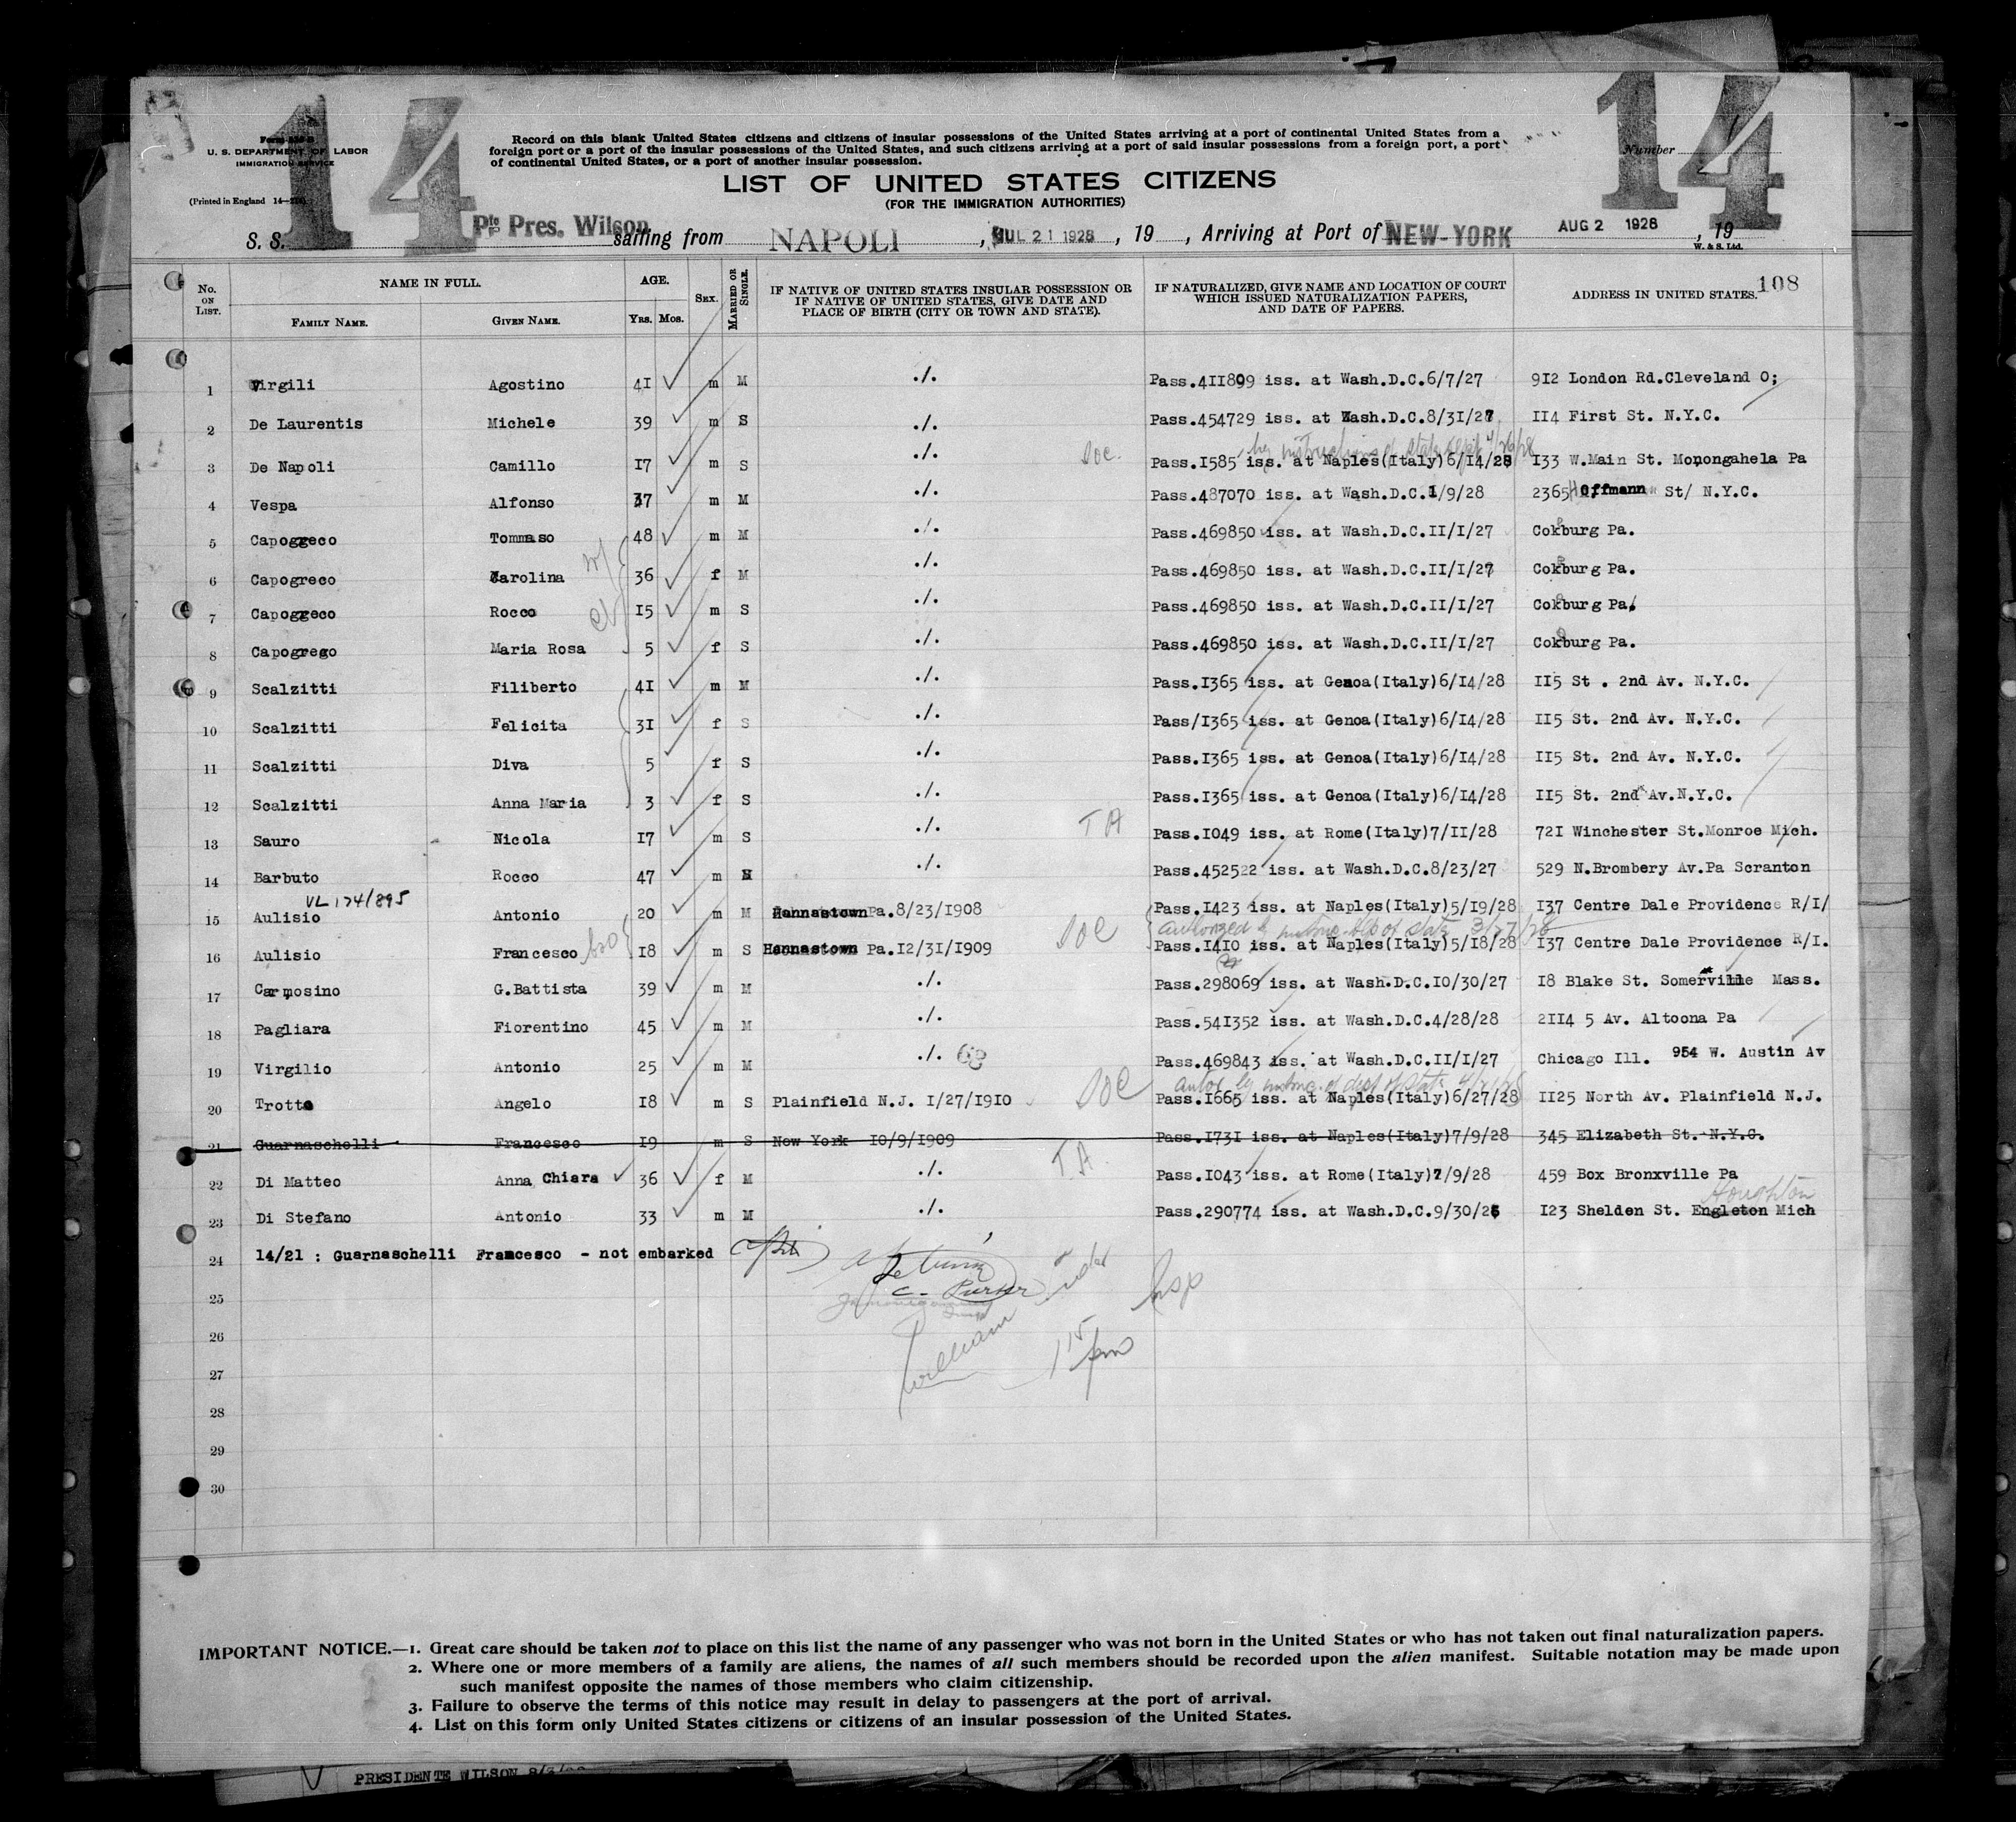 14 14
Form 630-B
U. S. DEPARTMENT OF LABOR
IMMIGRATION SERVICE
(Printed in England 14—
Record on this blank United States citizens and citizens of insular possessions of the United States arriving at a port of continental United States from a
foreign port or a port of the insular possessions of the United States, and such citizens arriving at a port of said insular possessions from a foreign port, a port
of continental United States, or a port of another insular possession.
Number
LIST OF UNITED STATES CITIZENS
(FOR THE IMMIGRATION AUTHORITIES)
S. S. Pte Pres. Wilson sailing from NAPOLI, JUL 21 1928, 19 , Arriving at Port of NEW-YORK AUG 2 1928, 19
W. & S. Ltd.
No. ON LIST. NAME IN FULL. FAMILY NAME. GIVEN NAME. AGE. YRS. MOS. SEX. MARRIED OR SINGLE. IF NATIVE OF UNITED STATES INSULAR POSSESSION OR IF NATIVE OF UNITED STATES, GIVE DATE AND PLACE OF BIRTH (CITY OR TOWN AND STATE). IF NATURALIZED, GIVE NAME AND LOCATION OF COURT WHICH ISSUED NATURALIZATION PAPERS, AND DATE OF PAPERS. ADDRESS IN UNITED STATES. 108
1 Virgili Agostino 41 m M ./. Pass.411809 iss. at Wash.D.C.6/7/27 912 London Rd.Cleveland O;
2 De Laurentis Michele 39 m S ./. Pass.454729 iss. at Wash.D.C.8/31/27 114 First St. N.Y.C.
by instructions of State Dept 4/26/28
3 De Napoli Camillo 17 m S ./. Doc. Pass.1585 iss. at Naples(Italy)6/14/28 133 W.Main St. Monongahela Pa
4 Vespa Alfonso 37 m M ./. Pass.487070 iss. at Wash.D.C.1/9/28 2365 Hoffmann St/ N.Y.C.
5 Capogreco Tommaso 48 m M ./. Pass.469850 iss. at Wash.D.C.II/I/27 Cokburg Pa.
6 Capogreco Carolina 36 f M ./. Pass.469850 iss. at Wash.D.C.II/I/27 Cokburg Pa.
7 Capogreco Rocco 15 m S ./. Pass.469850 iss. at Wash.D.C.II/I/27 Cokburg Pa.
8 Capogrego Maria Rosa 5 f S ./. Pass.469850 iss. at Wash.D.C.II/I/27 Cokburg Pa.
9 Scalzitti Filiberto 41 m M ./. Pass.1365 iss. at Genoa(Italy)6/14/28 115 St . 2nd Av. N.Y.C.
10 Scalzitti Felicita 31 f S ./. Pass/1365 iss. at Genoa(Italy)6/14/28 115 St. 2nd Av. N.Y.C.
11 Scalzitti Diva 5 f S ./. Pass.1365 iss. at Genoa(Italy)6/14/28 115 St. 2nd Av. N.Y.C.
12 Scalzitti Anna Maria 3 f S ./. Pass.1365 iss. at Genoa(Italy)6/14/28 115 St. 2nd Av.N.Y.C.
13 Sauro Nicola 17 m S ./. TA Pass.1049 iss. at Rome(Italy)7/11/28 721 Winchester St.Monroe Mich.
14 Barbuto Rocco 47 m M ./. Pass.452522 iss. at Wash.D.C.8/23/27 529 N.Brombery Av.Pa Scranton
VL 174/895
15 Aulisio Antonio 20 m M Hannastown Pa.8/23/1908 Pass.1423 iss. at Naples(Italy)5/19/28 137 Centre Dale Providence R/I/
16 Aulisio Francesco bro 18 m S Hannastown Pa.12/31/1909 Doc Pass.1410 iss. at Naples(Italy)5/18/28 137 Centre Dale Providence R/I.
17 Carmosino G.Battista 39 m M ./. Pass.298069 iss. at Wash.D.C.10/30/27 18 Blake St. Somerville Mass.
18 Pagliara Fiorentino 45 m M ./. Pass.541352 iss. at Wash.D.C.4/28/28 2114 5 Av. Altoona Pa
19 Virgilio Antonio 25 m M ./. Pass.469843 iss. at Wash.D.C.II/I/27 Chicago Ill. 954 W. Austin Av
20 Trotta Angelo 18 m S Plainfield N.J. 1/27/1910 Doc Pass.1665 iss. at Naples(Italy)6/27/28 1125 North Av. Plainfield N.J.
21 Guarnaschelli Francesco 19 m S New York 10/9/1909 Pass.1731 iss. at Naples(Italy)7/9/28 345 Elizabeth St. N.Y.C.
22 Di Matteo Anna Chiara 36 f M ./. TA. Pass.1043 iss. at Rome(Italy)7/9/28 459 Box Bronxville Pa
Houghton
23 Di Stefano Antonio 33 m M ./. Pass.290774 iss. at Wash.D.C.9/30/26 123 Shelden St. Engleton Mich
24 14/21 : Guarnaschelli Francesco - not embarked
25
26
27
28
29
30
IMPORTANT NOTICE.—1. Great care should be taken not to place on this list the name of any passenger who was not born in the United States or who has not taken out final naturalization papers.
2. Where one or more members of a family are aliens, the names of all such members should be recorded upon the alien manifest. Suitable notation may be made upon
such manifest opposite the names of those members who claim citizenship.
3. Failure to observe the terms of this notice may result in delay to passengers at the port of arrival.
4. List on this form only United States citizens or citizens of an insular possession of the United States.
PRESIDENTE WILSON